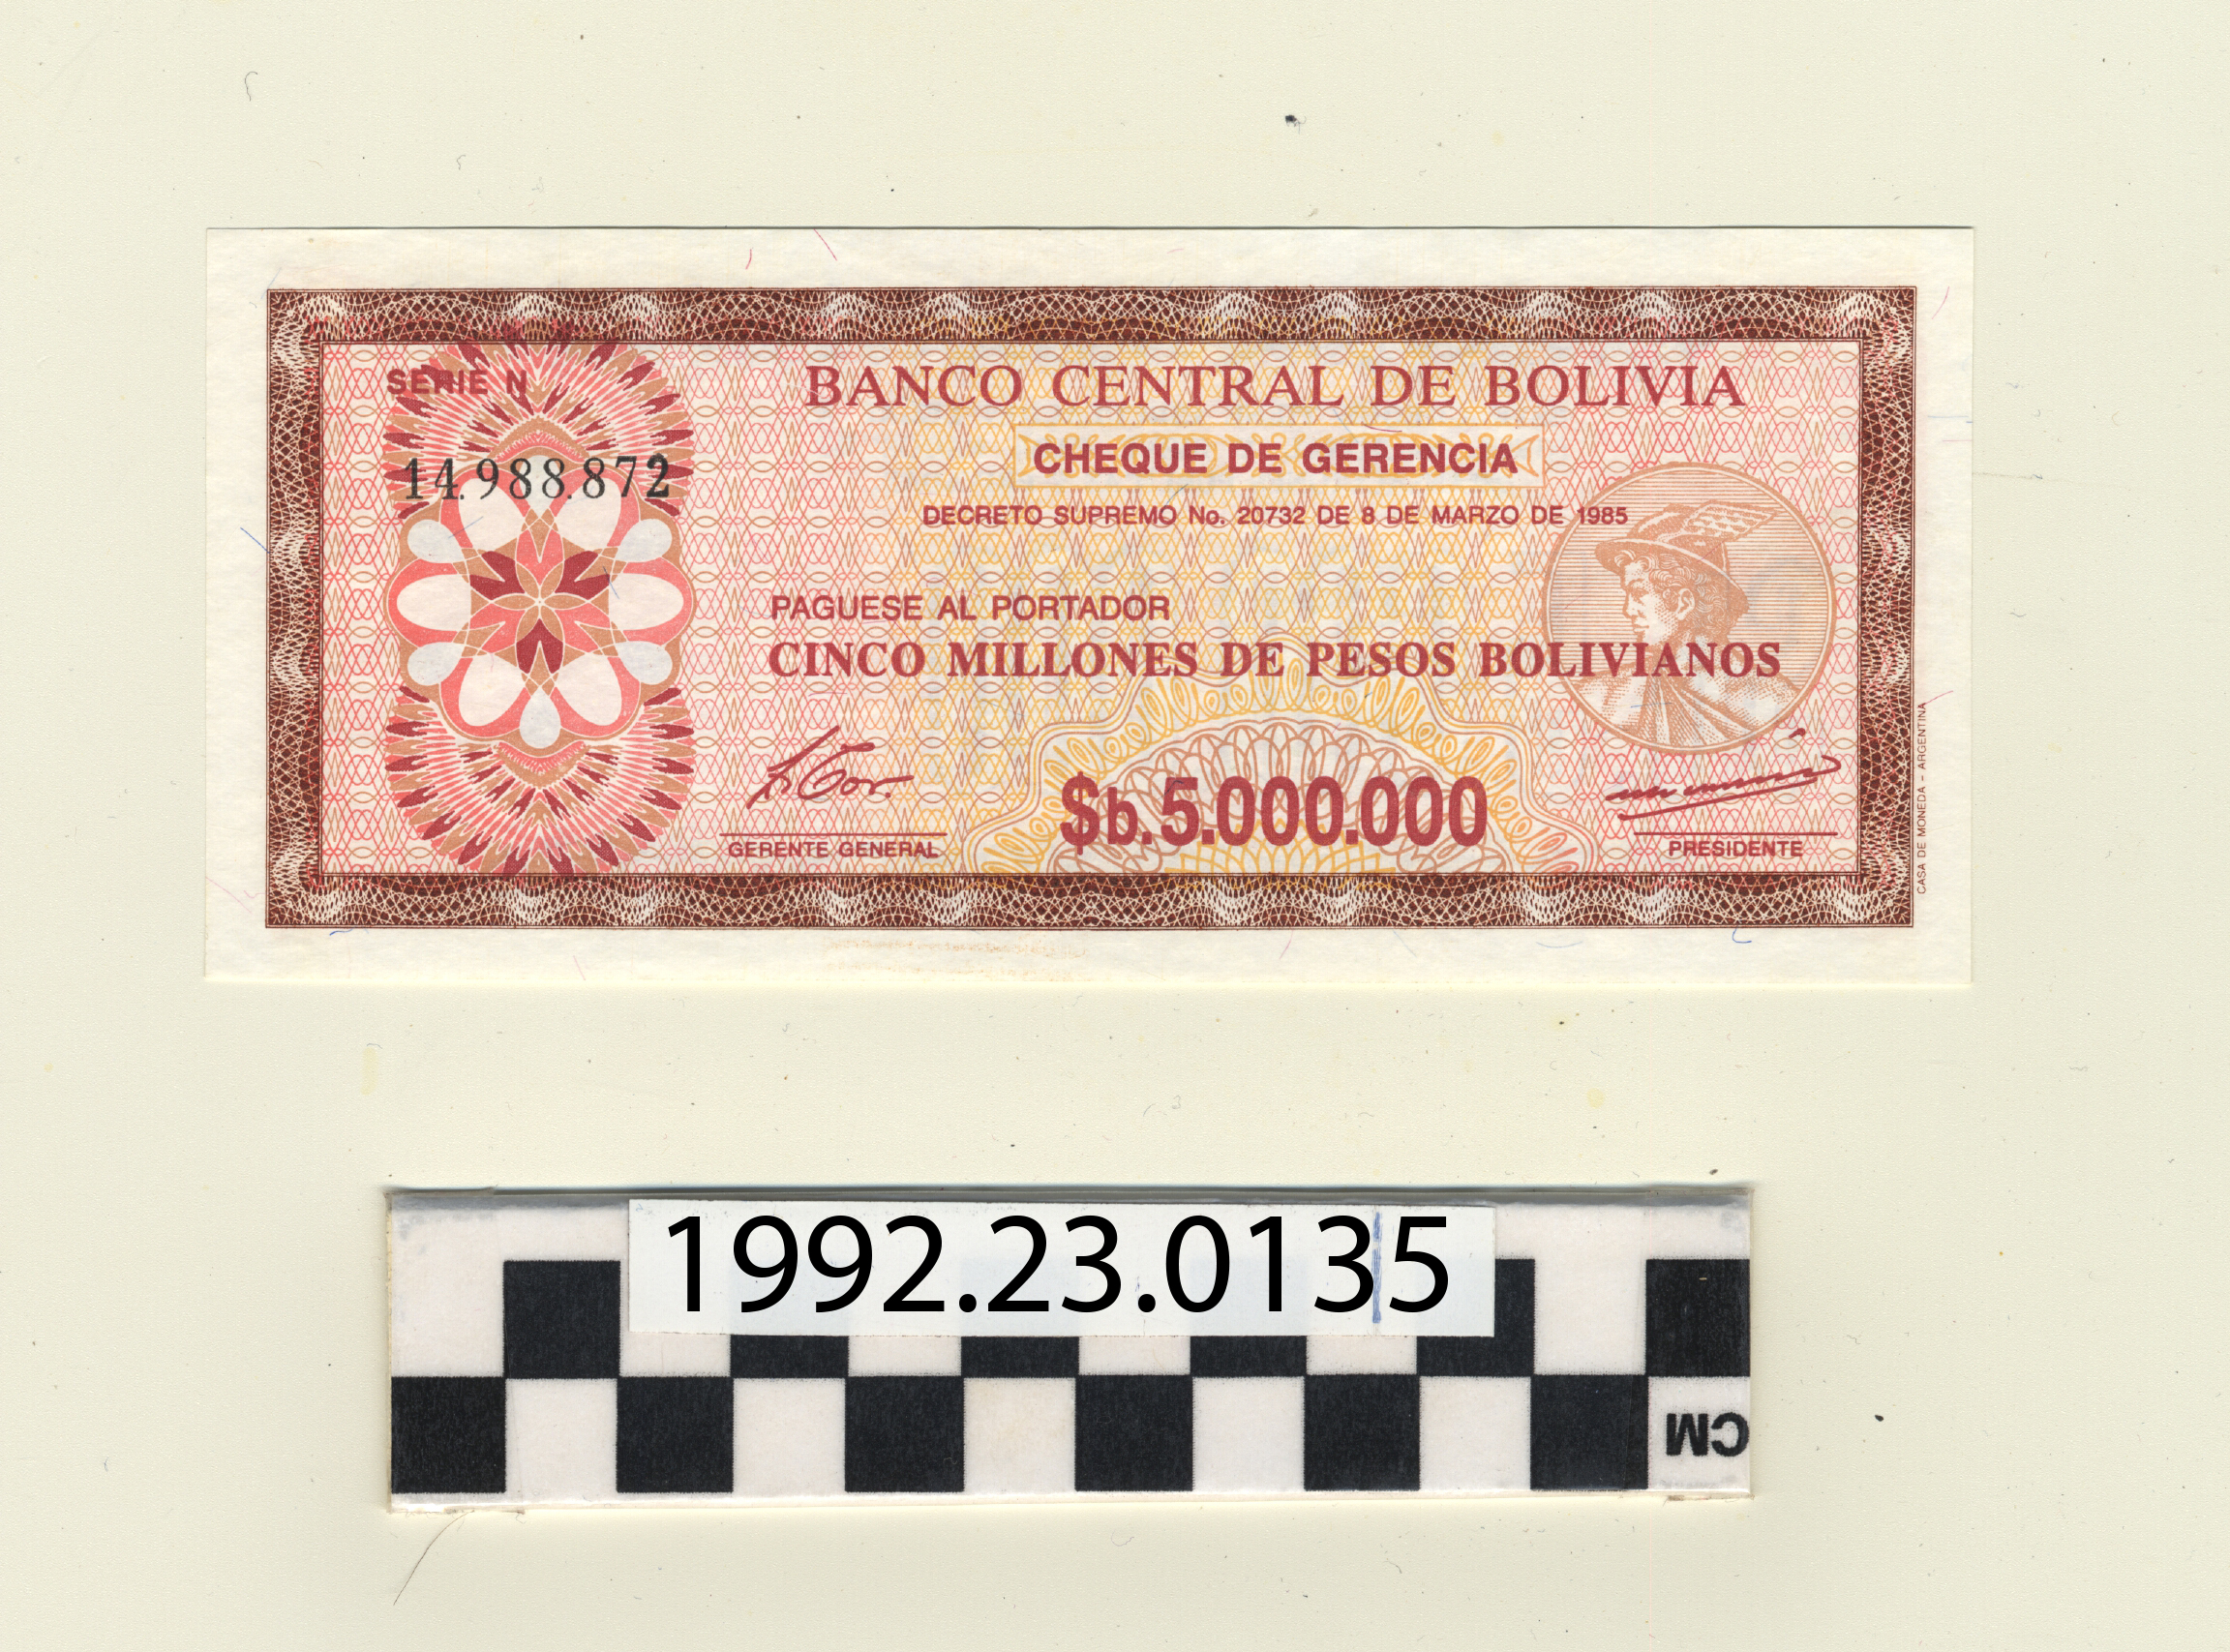 SERIE N
14.988.872
BANCO CENTRAL DE BOLIVIA
CHEQUE DE GERENCIA
DECRETO SUPREMO No. 20732 DE 8 DE MARZO DE 1985
PAGUESE AL PORTADOR
CINCO MILLONES DE PESOS BOLIVIANOS
$b.5.000.000
GERENTE GENERAL
PRESIDENTE
CASA DE MONEDA - ARGENTINA
1992.23.0135
CM